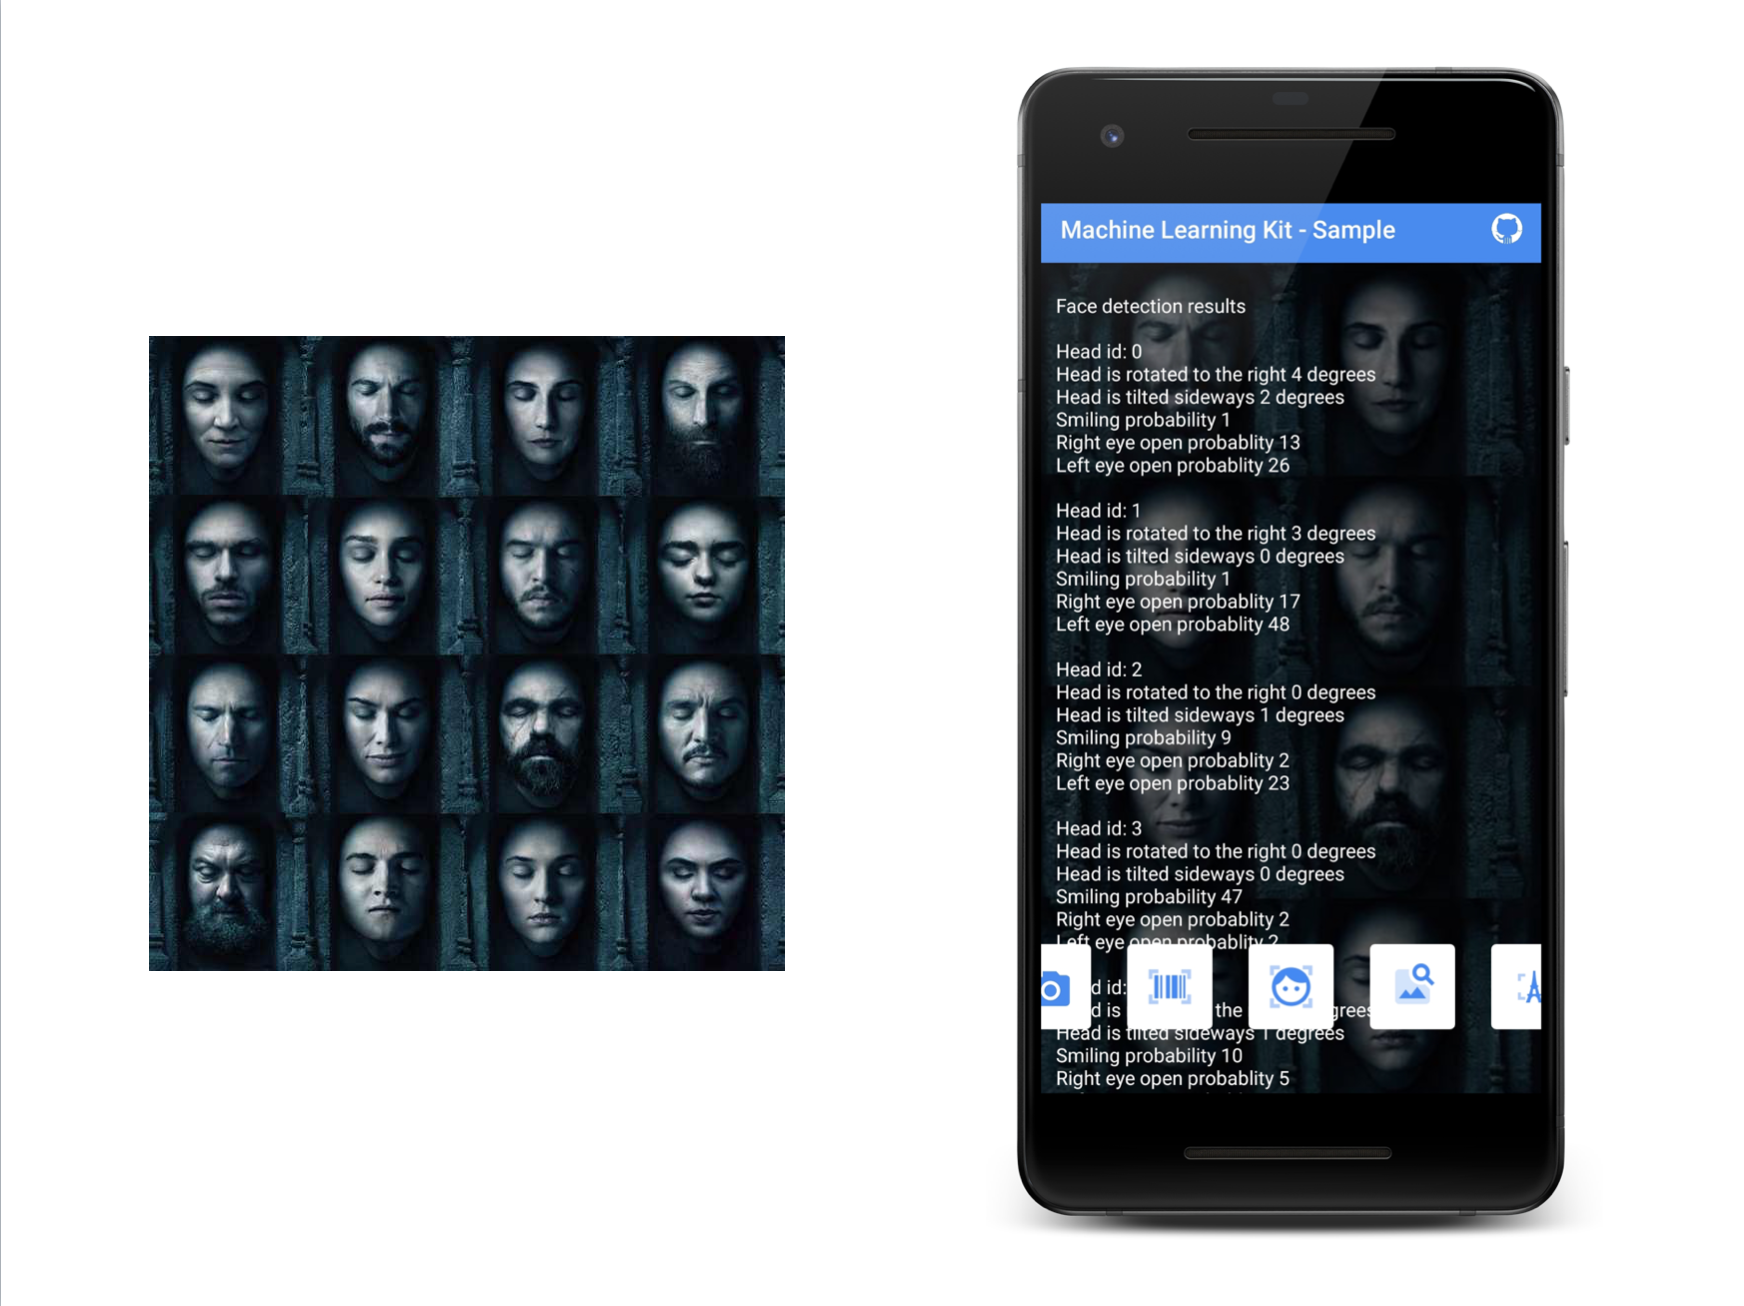 Machine Learning Kit - Sample
Face detection results
Head id: 0
Head is rotated to the right 4 degrees
Head is tilted sideways 2 degrees
Smiling probability 1
Right eye open probablity 13
Left eye open probablity 26
Head id: 1
Head is rotated to the right 3 degrees
Head is tilted sideways 0 degrees
Smiling probability 1
Right eye open probablity 17
Left eye open probablity 48
Head id: 2
Head is rotated to the right 0 degrees
Head is tilted sideways 1 degrees
Smiling probability 9
Right eye open probablity 2
Left eye open probablity 23
Head id: 3
Head is rotated to the right 0 degrees
Head is tilted sideways 0 degrees
Smiling probability 47
Right eye open probablity 2
Left eye open probablity 2
id:
is the
Head is tilted sideways 1 degrees
Smiling probability 10
Right eye open probablity 5